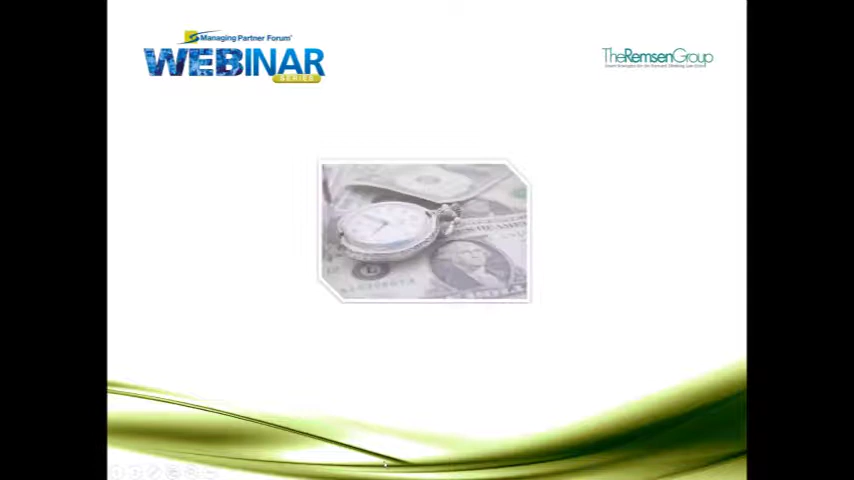 Managing Partner Forum
WEBINAR
SERIES
TheRemsenGroup